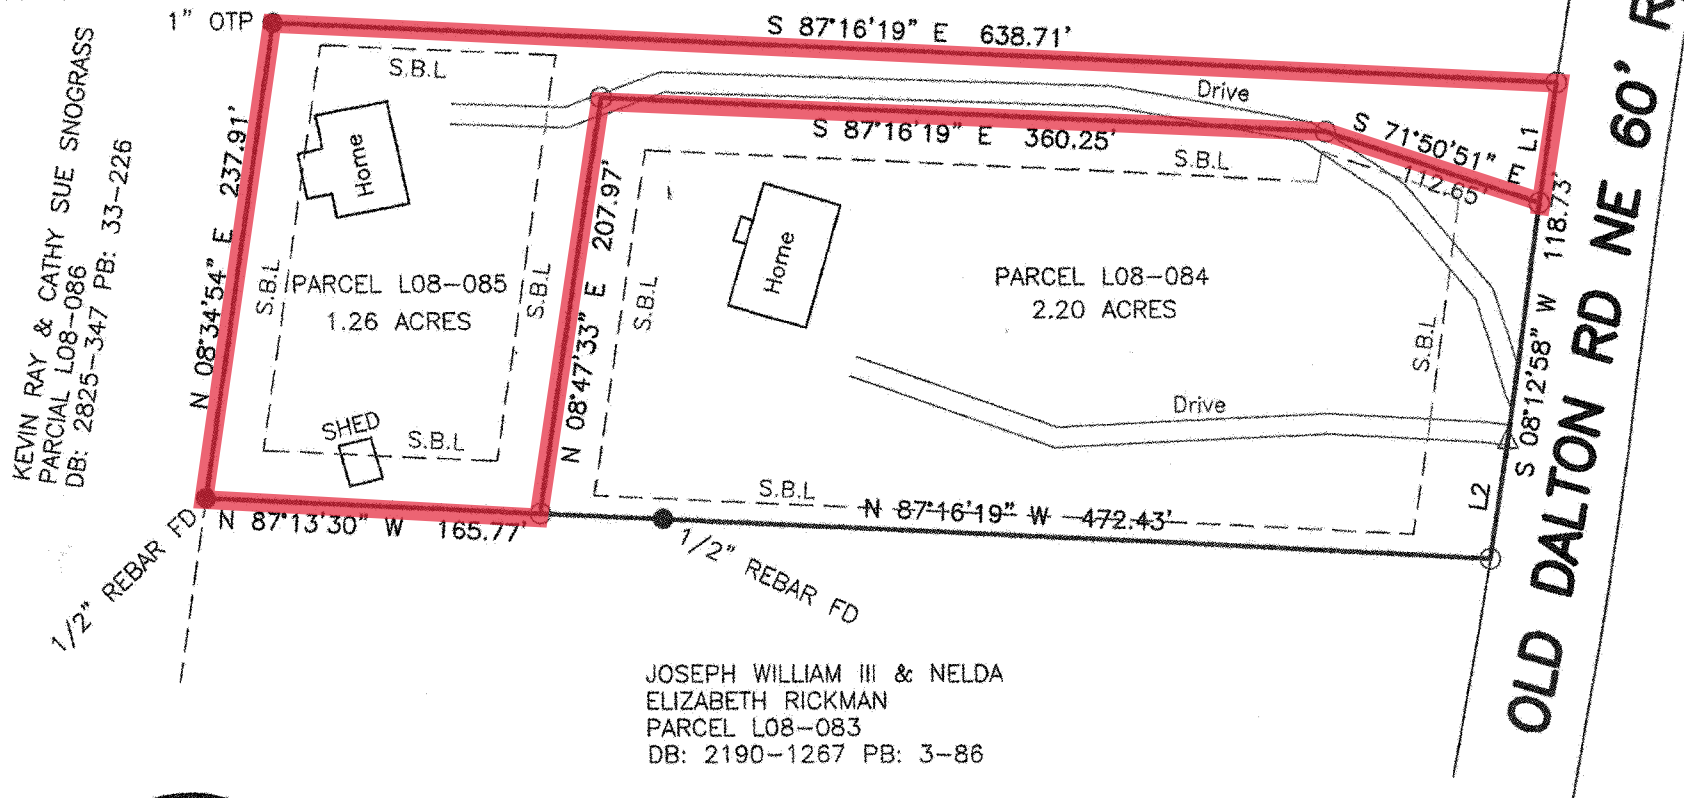 1" OTP
S 87°16'19" E 638.71'
S.B.L
Drive
S 71°50'51" E
112.65'
L1
S 87°16'19" E 360.25'
S.B.L
Home
N 08°34'54" E 237.91'
S.B.L
PARCEL L08-085
1.26 ACRES
S.B.L
SHED
S.B.L
N 08°47'33" E 207.97'
S.B.L
Home
PARCEL L08-084
2.20 ACRES
S.B.L
Drive
S 08°12'58" W 118.73'
L2
S.B.L
N 87°16'19" W 472.43'
N 87°13'30" W 165.77'
1/2" REBAR FD
1/2" REBAR FD
KEVIN RAY & CATHY SUE SNOGRASS
PARCIAL L08-086
DB: 2825-347 PB: 33-226
OLD DALTON RD NE 60' R
JOSEPH WILLIAM III & NELDA
ELIZABETH RICKMAN
PARCEL L08-083
DB: 2190-1267 PB: 3-86